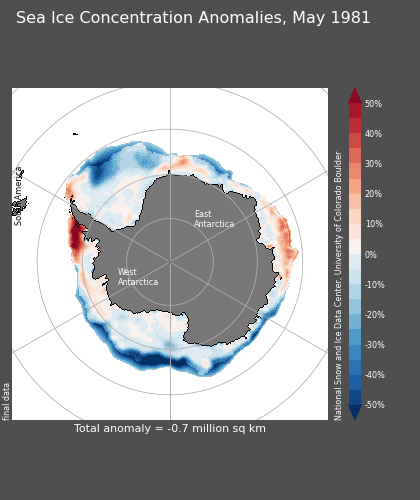 Sea Ice Concentration Anomalies, May 1981
South America
East
Antarctica
West
Antarctica
final data
Total anomaly = -0.7 million sq km
National Snow and Ice Data Center, University of Colorado Boulder
50%
40%
30%
20%
10%
0%
-10%
-20%
-30%
-40%
-50%